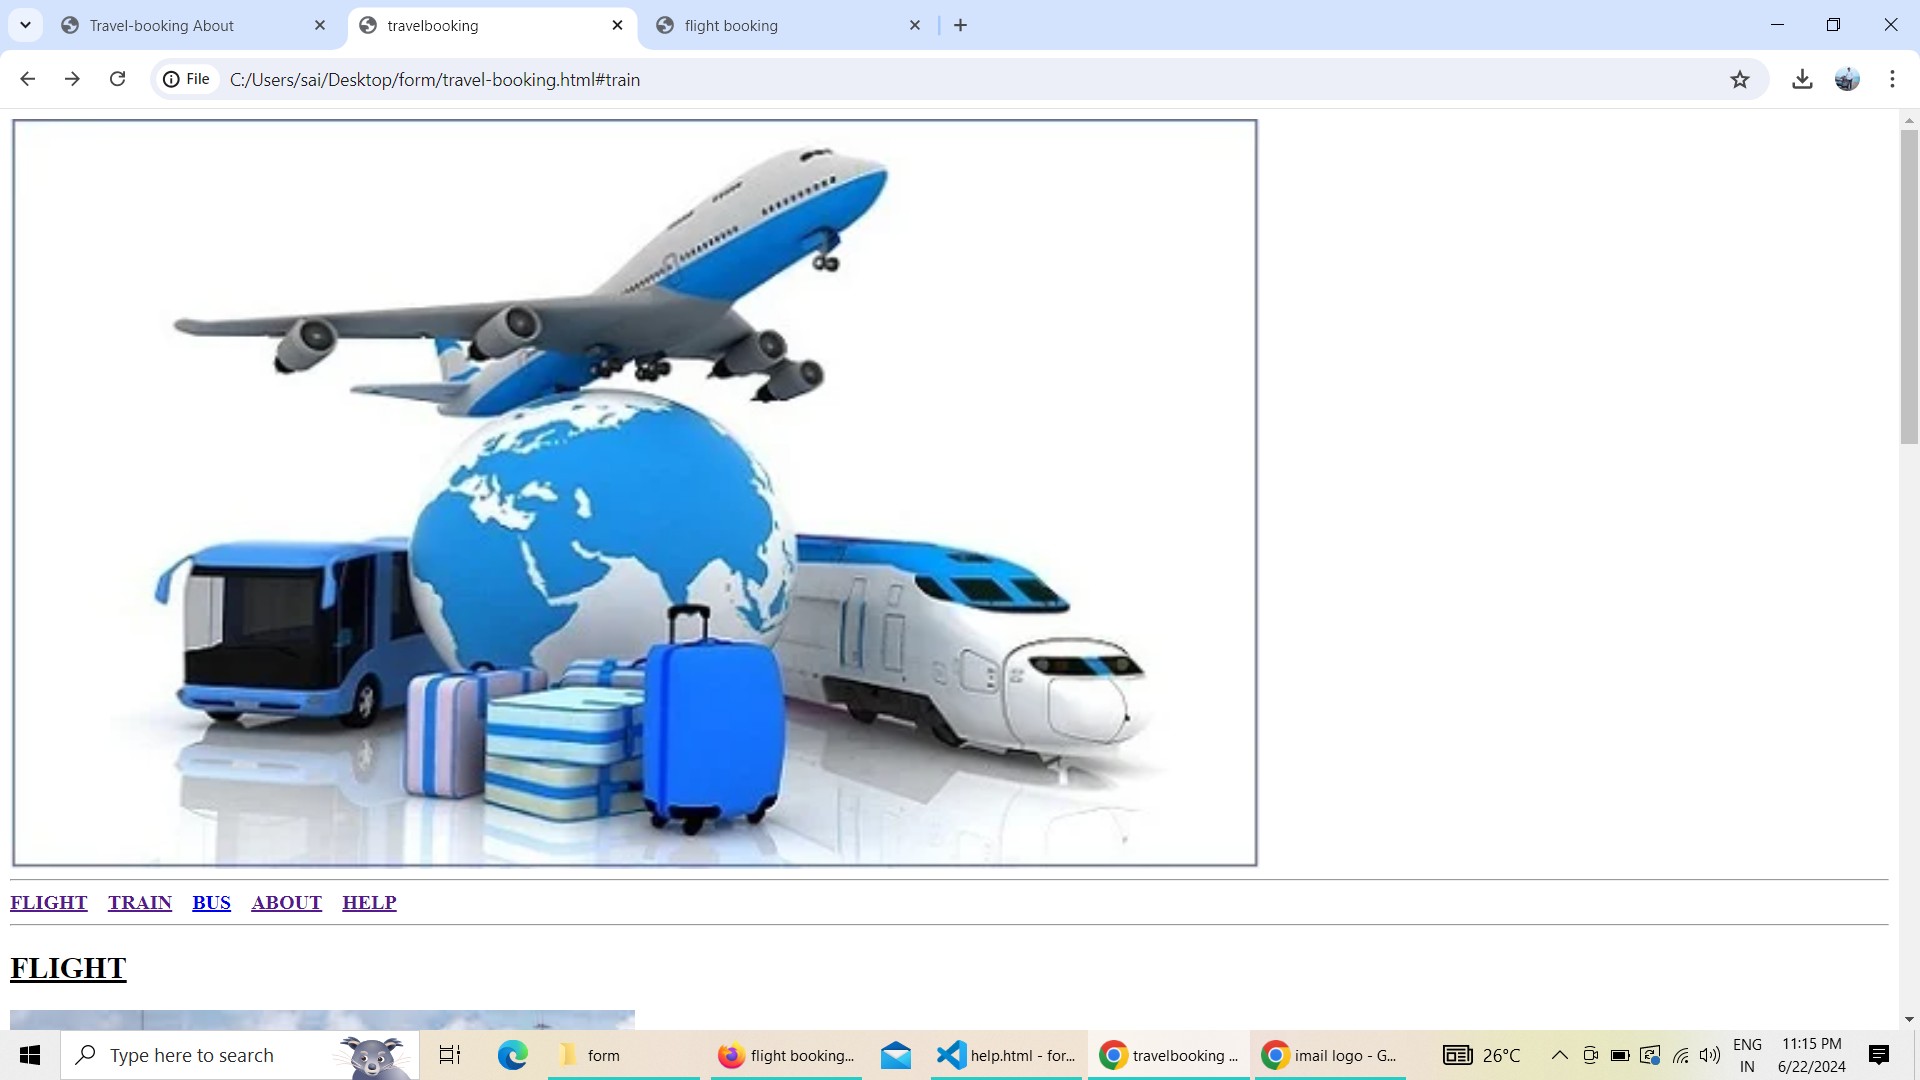 Travel-booking About
travelbooking
flight booking
File
C:/Users/sai/Desktop/form/travel-booking.html#train
FLIGHT TRAIN BUS ABOUT HELP
FLIGHT
Type here to search
form
flight booking...
help.html - for...
travelbooking ...
imail logo - G...
26°C
ENG
IN
11:15 PM
6/22/2024